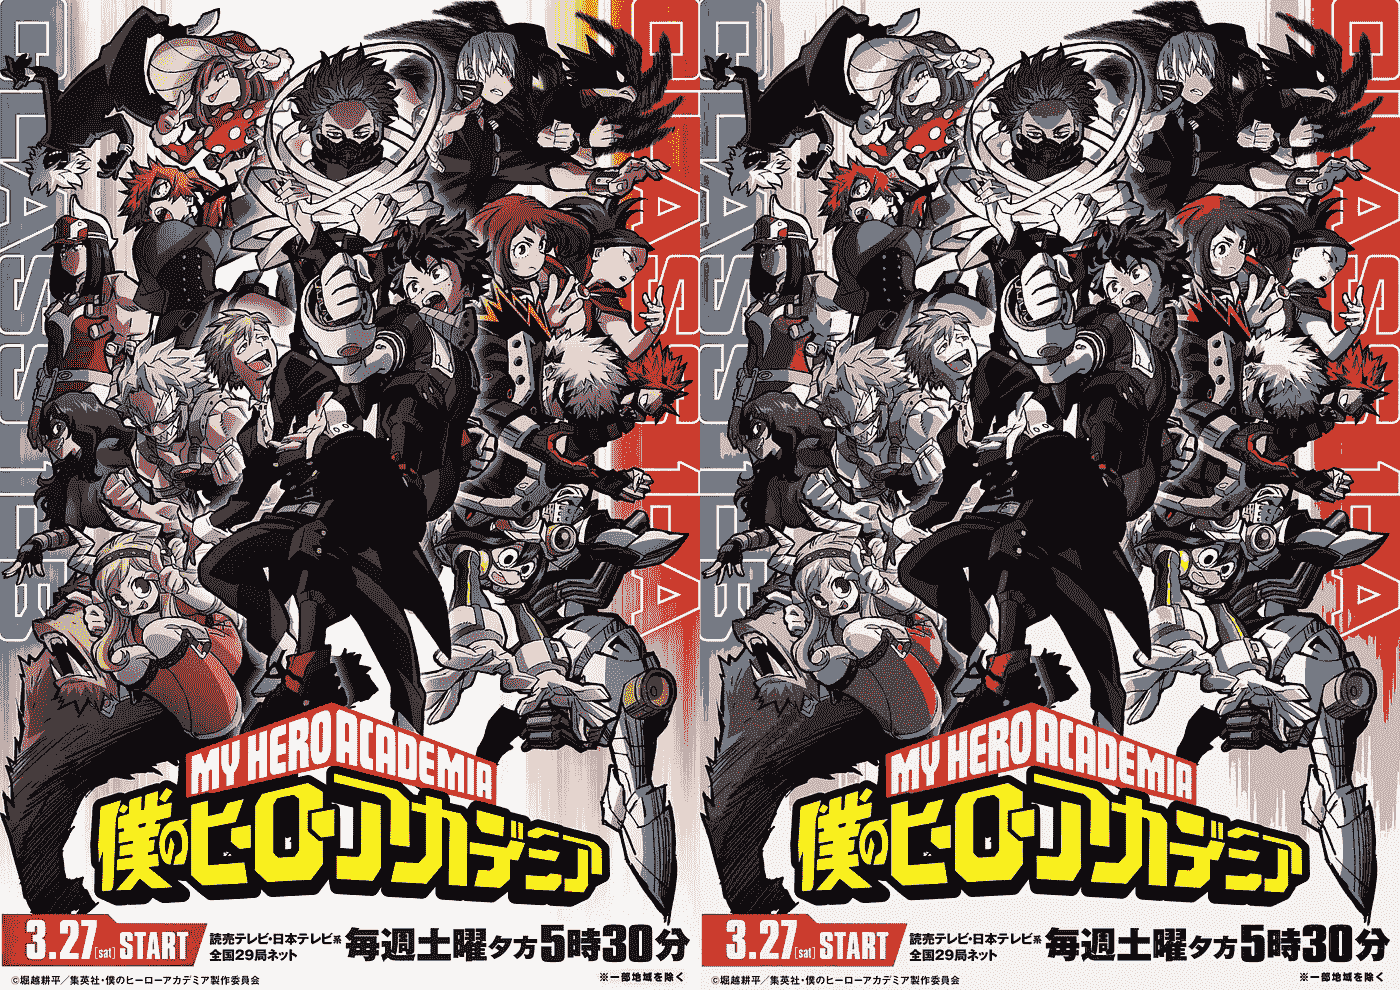 CLASS 1-B
CLASS 1-A
MY HERO ACADEMIA
僕のヒーローアカデミア
3.27[sat] START
読売テレビ・日本テレビ系
全国29局ネット
毎週土曜夕方5時30分
※一部地域を除く
©堀越耕平/集英社・僕のヒーローアカデミア製作委員会
CLASS 1-B
CLASS 1-A
MY HERO ACADEMIA
僕のヒーローアカデミア
3.27[sat] START
読売テレビ・日本テレビ系
全国29局ネット
毎週土曜夕方5時30分
※一部地域を除く
©堀越耕平/集英社・僕のヒーローアカデミア製作委員会